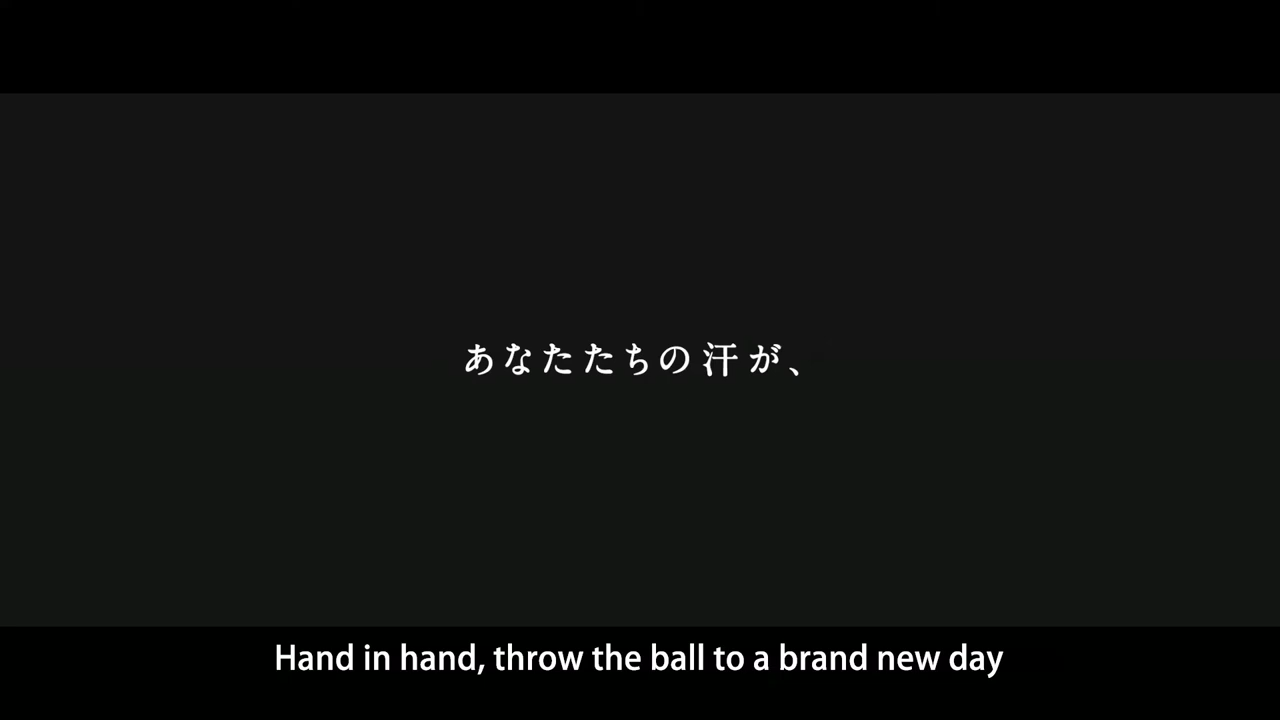 あなたたちの汗が、
Hand in hand, throw the ball to a brand new day